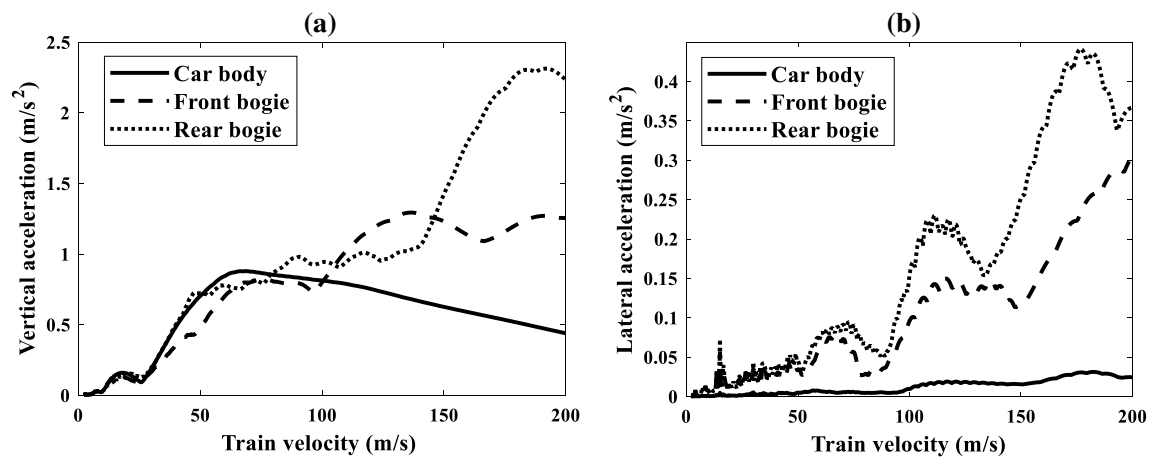 (a)
Vertical acceleration (m/s²)
2.5
2
1.5
1
0.5
0
Car body
Front bogie
Rear bogie
0 50 100 150 200
Train velocity (m/s)
(b)
Lateral acceleration (m/s²)
0.4
0.35
0.3
0.25
0.2
0.15
0.1
0.05
0
Car body
Front bogie
Rear bogie
50 100 150 200
Train velocity (m/s)